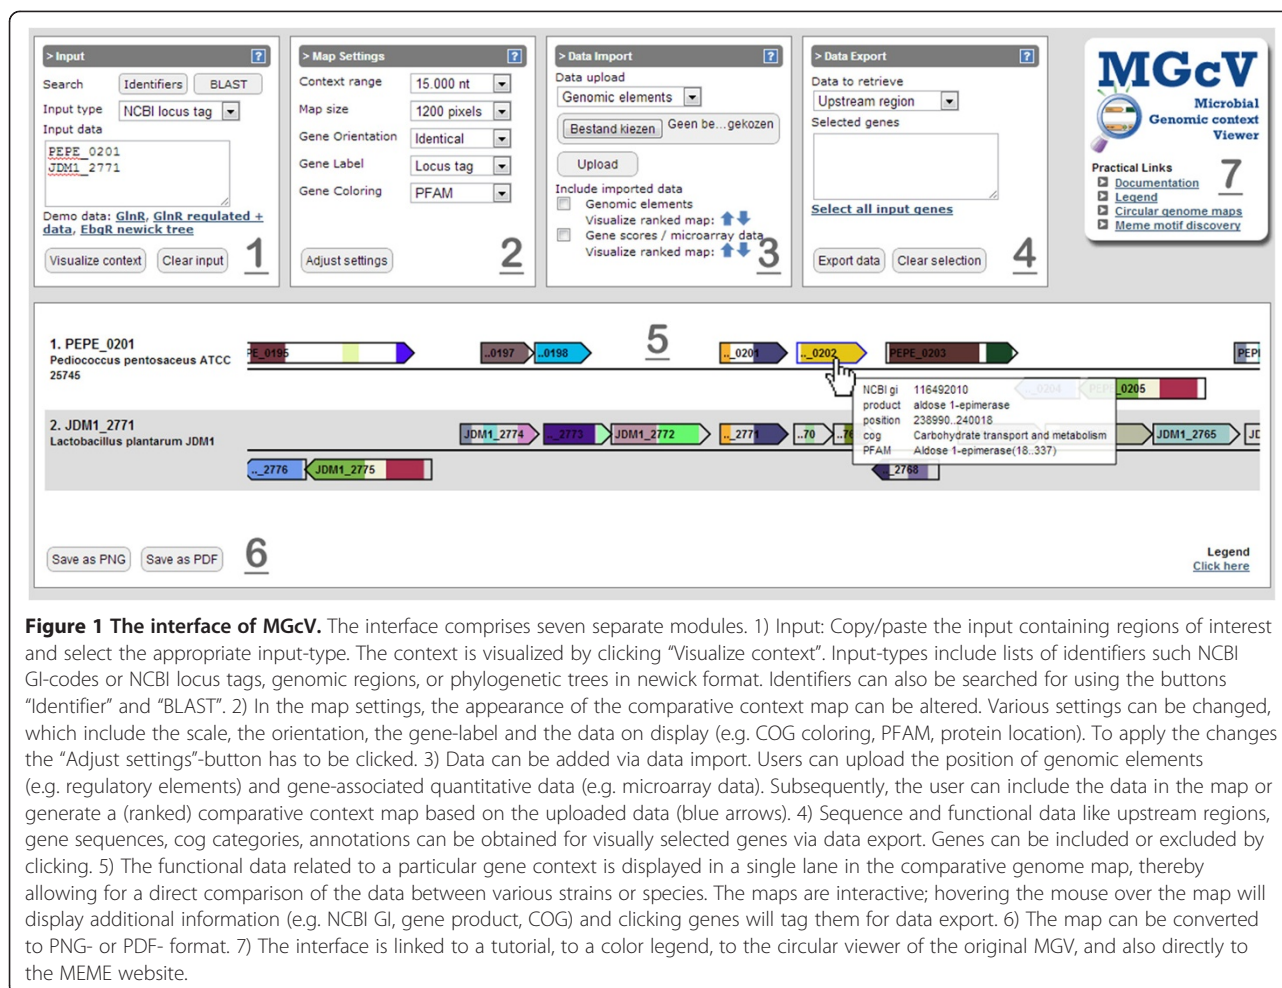 > Input ?
Search Identifiers BLAST
Input type NCBI locus tag
Input data
PEPE_0201
JDM1_2771
Demo data: GlnR, GlnR regulated +
data, EbgR newick tree
Visualize context Clear input 1
> Map Settings ?
Context range 15.000 nt
Map size 1200 pixels
Gene Orientation Identical
Gene Label Locus tag
Gene Coloring PFAM
Adjust settings 2
> Data Import ?
Data upload
Genomic elements
Bestand kiezen Geen be...gekozen
Upload
Include imported data
Genomic elements
Visualize ranked map:
Gene scores / microarray data
Visualize ranked map:
3
> Data Export ?
Data to retrieve
Upstream region
Selected genes
Select all input genes
Export data Clear selection 4
MGcV
Microbial
Genomic context
Viewer
Practical Links
Documentation
Legend
Circular genome maps
Meme motif discovery
7
1. PEPE_0201
Pediococcus pentosaceus ATCC
25745
PE_0195 ..0197 ..0198 5 .._0201 .._0202 PEPE_0203 PEPI
.._0204 PEPE_0205
NCBI gi 116492010
product aldose 1-epimerase
position 238990..240018
cog Carbohydrate transport and metabolism
PFAM Aldose 1-epimerase(18..337)
2. JDM1_2771
Lactobacillus plantarum JDM1
JDM1_2774 .._2773 JDM1_2772 .._2771 ..70 ..76 JDM1_2765 JD
.._2776 JDM1_2775 .._2768
Save as PNG Save as PDF 6
Legend
Click here
Figure 1 The interface of MGcV. The interface comprises seven separate modules. 1) Input: Copy/paste the input containing regions of interest
and select the appropriate input-type. The context is visualized by clicking “Visualize context”. Input-types include lists of identifiers such NCBI
GI-codes or NCBI locus tags, genomic regions, or phylogenetic trees in newick format. Identifiers can also be searched for using the buttons
“Identifier” and “BLAST”. 2) In the map settings, the appearance of the comparative context map can be altered. Various settings can be changed,
which include the scale, the orientation, the gene-label and the data on display (e.g. COG coloring, PFAM, protein location). To apply the changes
the “Adjust settings”-button has to be clicked. 3) Data can be added via data import. Users can upload the position of genomic elements
(e.g. regulatory elements) and gene-associated quantitative data (e.g. microarray data). Subsequently, the user can include the data in the map or
generate a (ranked) comparative context map based on the uploaded data (blue arrows). 4) Sequence and functional data like upstream regions,
gene sequences, cog categories, annotations can be obtained for visually selected genes via data export. Genes can be included or excluded by
clicking. 5) The functional data related to a particular gene context is displayed in a single lane in the comparative genome map, thereby
allowing for a direct comparison of the data between various strains or species. The maps are interactive; hovering the mouse over the map will
display additional information (e.g. NCBI GI, gene product, COG) and clicking genes will tag them for data export. 6) The map can be converted
to PNG- or PDF- format. 7) The interface is linked to a tutorial, to a color legend, to the circular viewer of the original MGV, and also directly to
the MEME website.